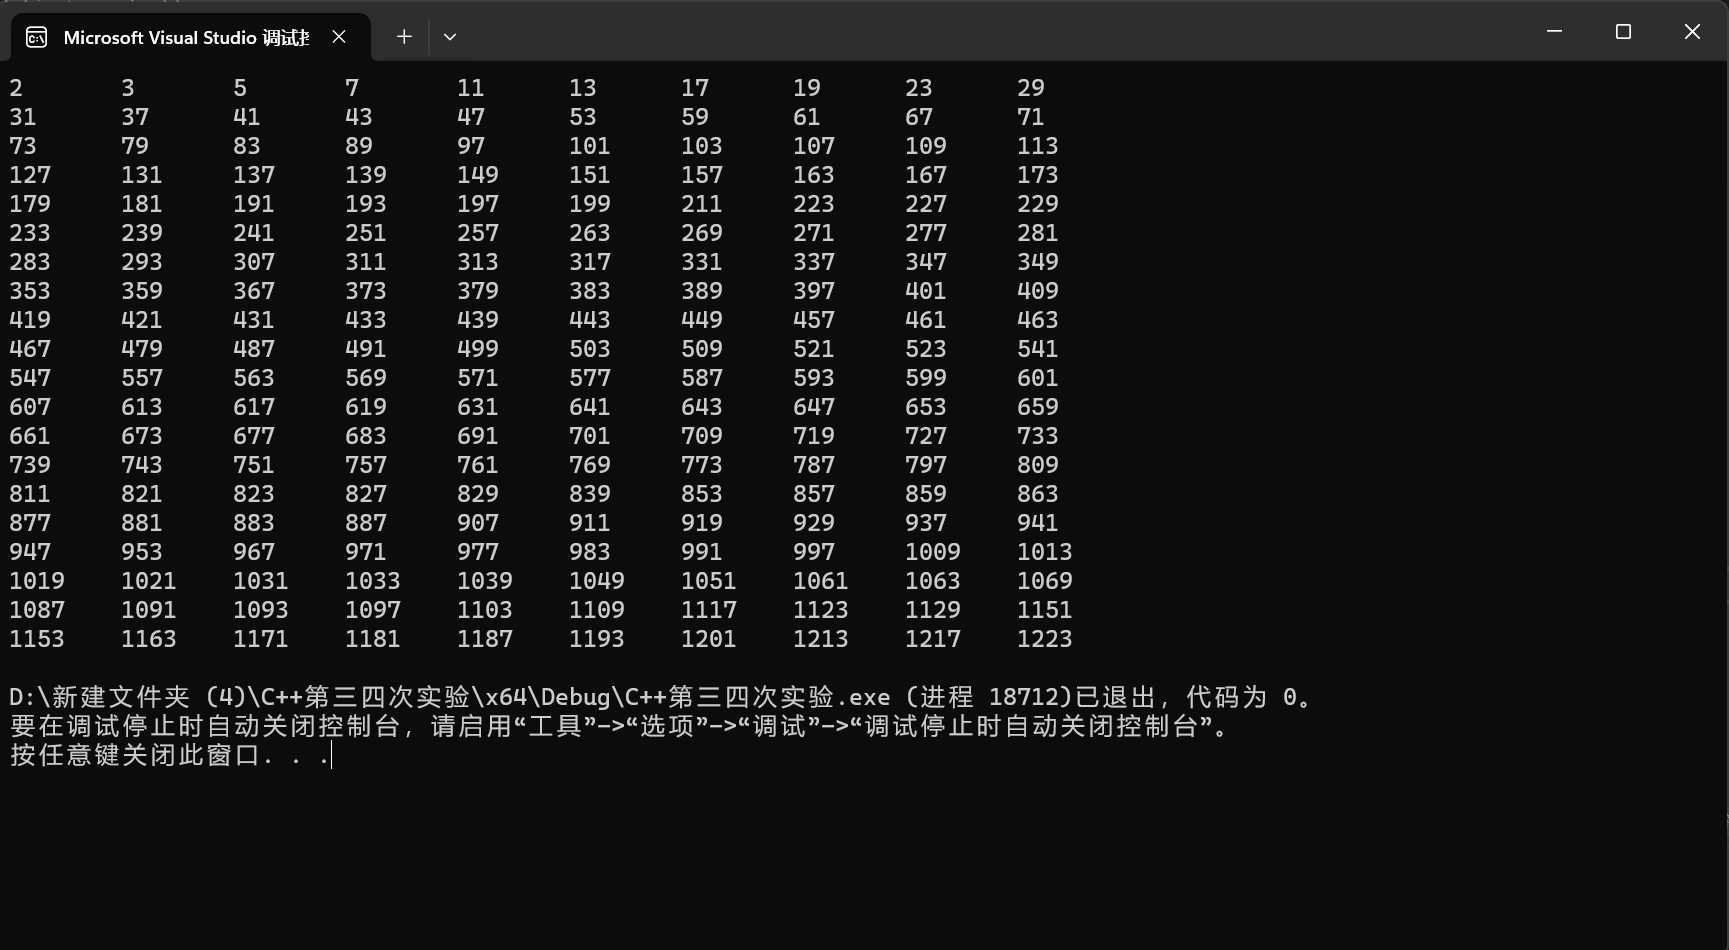 Microsoft Visual Studio 调试
2 3 5 7 11 13 17 19 23 29
31 37 41 43 47 53 59 61 67 71
73 79 83 89 97 101 103 107 109 113
127 131 137 139 149 151 157 163 167 173
179 181 191 193 197 199 211 223 227 229
233 239 241 251 257 263 269 271 277 281
283 293 307 311 313 317 331 337 347 349
353 359 367 373 379 383 389 397 401 409
419 421 431 433 439 443 449 457 461 463
467 479 487 491 499 503 509 521 523 541
547 557 563 569 571 577 587 593 599 601
607 613 617 619 631 641 643 647 653 659
661 673 677 683 691 701 709 719 727 733
739 743 751 757 761 769 773 787 797 809
811 821 823 827 829 839 853 857 859 863
877 881 883 887 907 911 919 929 937 941
947 953 967 971 977 983 991 997 1009 1013
1019 1021 1031 1033 1039 1049 1051 1061 1063 1069
1087 1091 1093 1097 1103 1109 1117 1123 1129 1151
1153 1163 1171 1181 1187 1193 1201 1213 1217 1223
D:\新建文件夹 (4)\C++第三四次实验\x64\Debug\C++第三四次实验.exe (进程 18712)已退出，代码为 0。
要在调试停止时自动关闭控制台，请启用“工具”->“选项”->“调试”->“调试停止时自动关闭控制台”。
按任意键关闭此窗口. . .